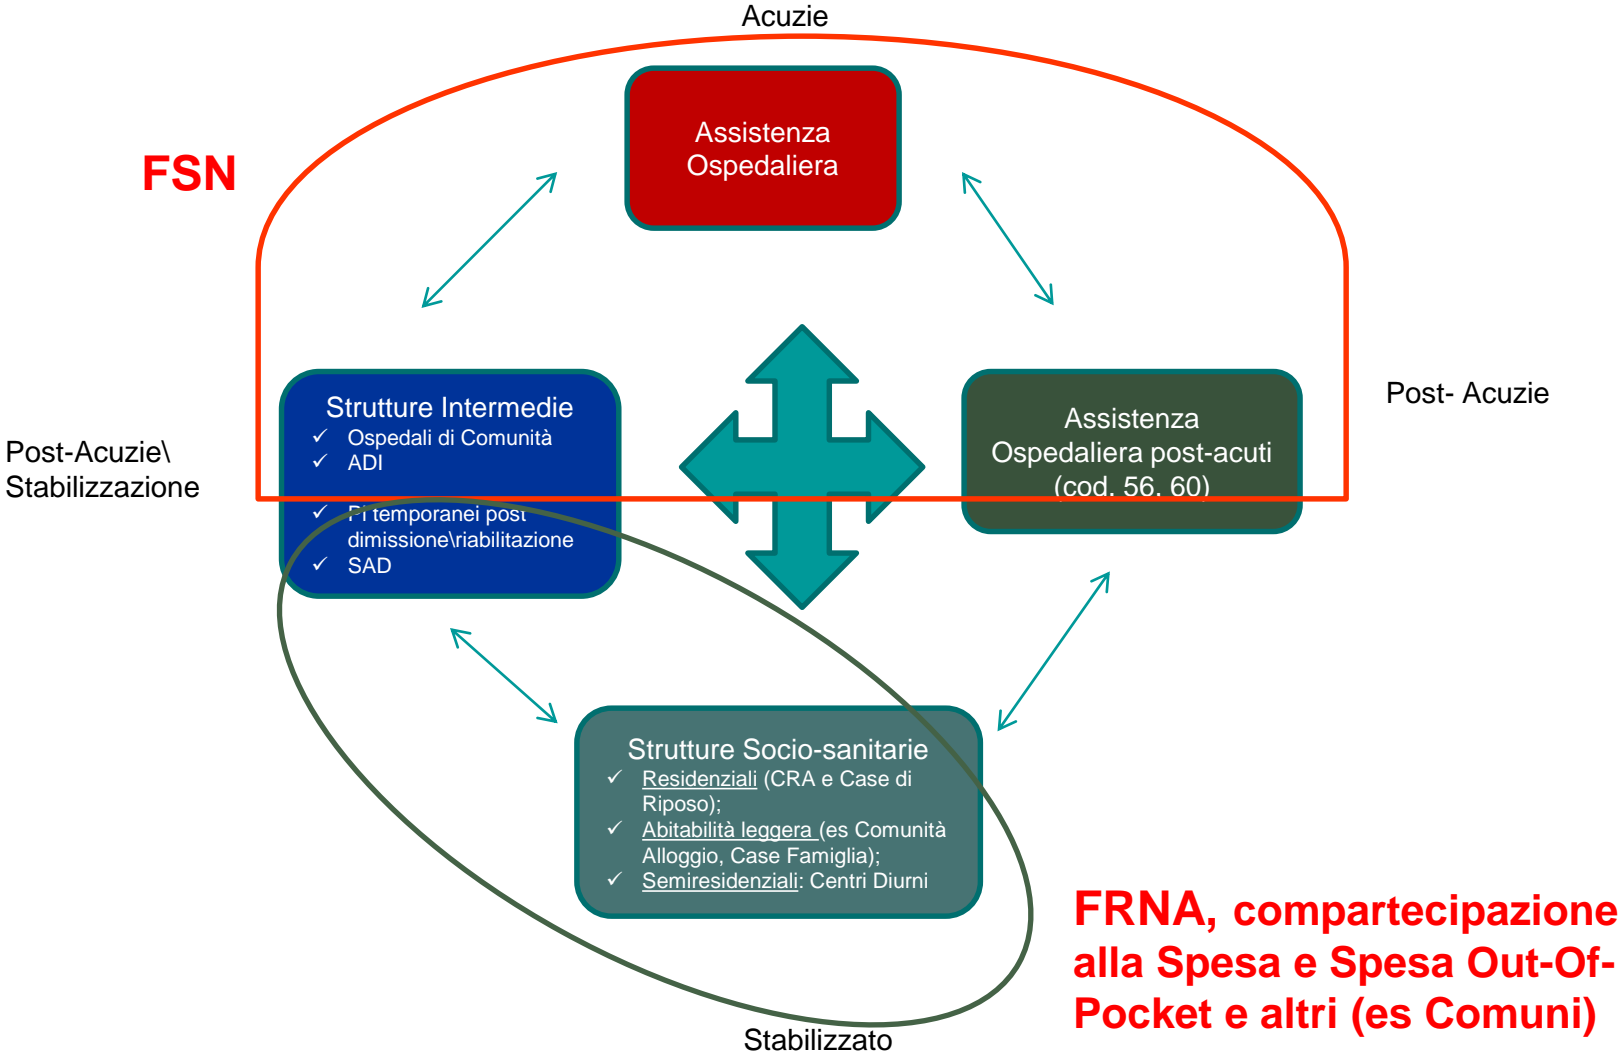 Acuzie
Assistenza
Ospedaliera
FSN
Strutture Intermedie
✓ Ospedali di Comunità
✓ ADI
✓ PI temporanei post
dimissione\riabilitazione
✓ SAD
Assistenza
Ospedaliera post-acuti
(cod. 56, 60)
Post- Acuzie
Post-Acuzie\
Stabilizzazione
Strutture Socio-sanitarie
✓ Residenziali (CRA e Case di
Riposo);
✓ Abitabilità leggera (es Comunità
Alloggio, Case Famiglia);
✓ Semiresidenziali: Centri Diurni
FRNA, compartecipazione
alla Spesa e Spesa Out-Of-
Pocket e altri (es Comuni)
Stabilizzato